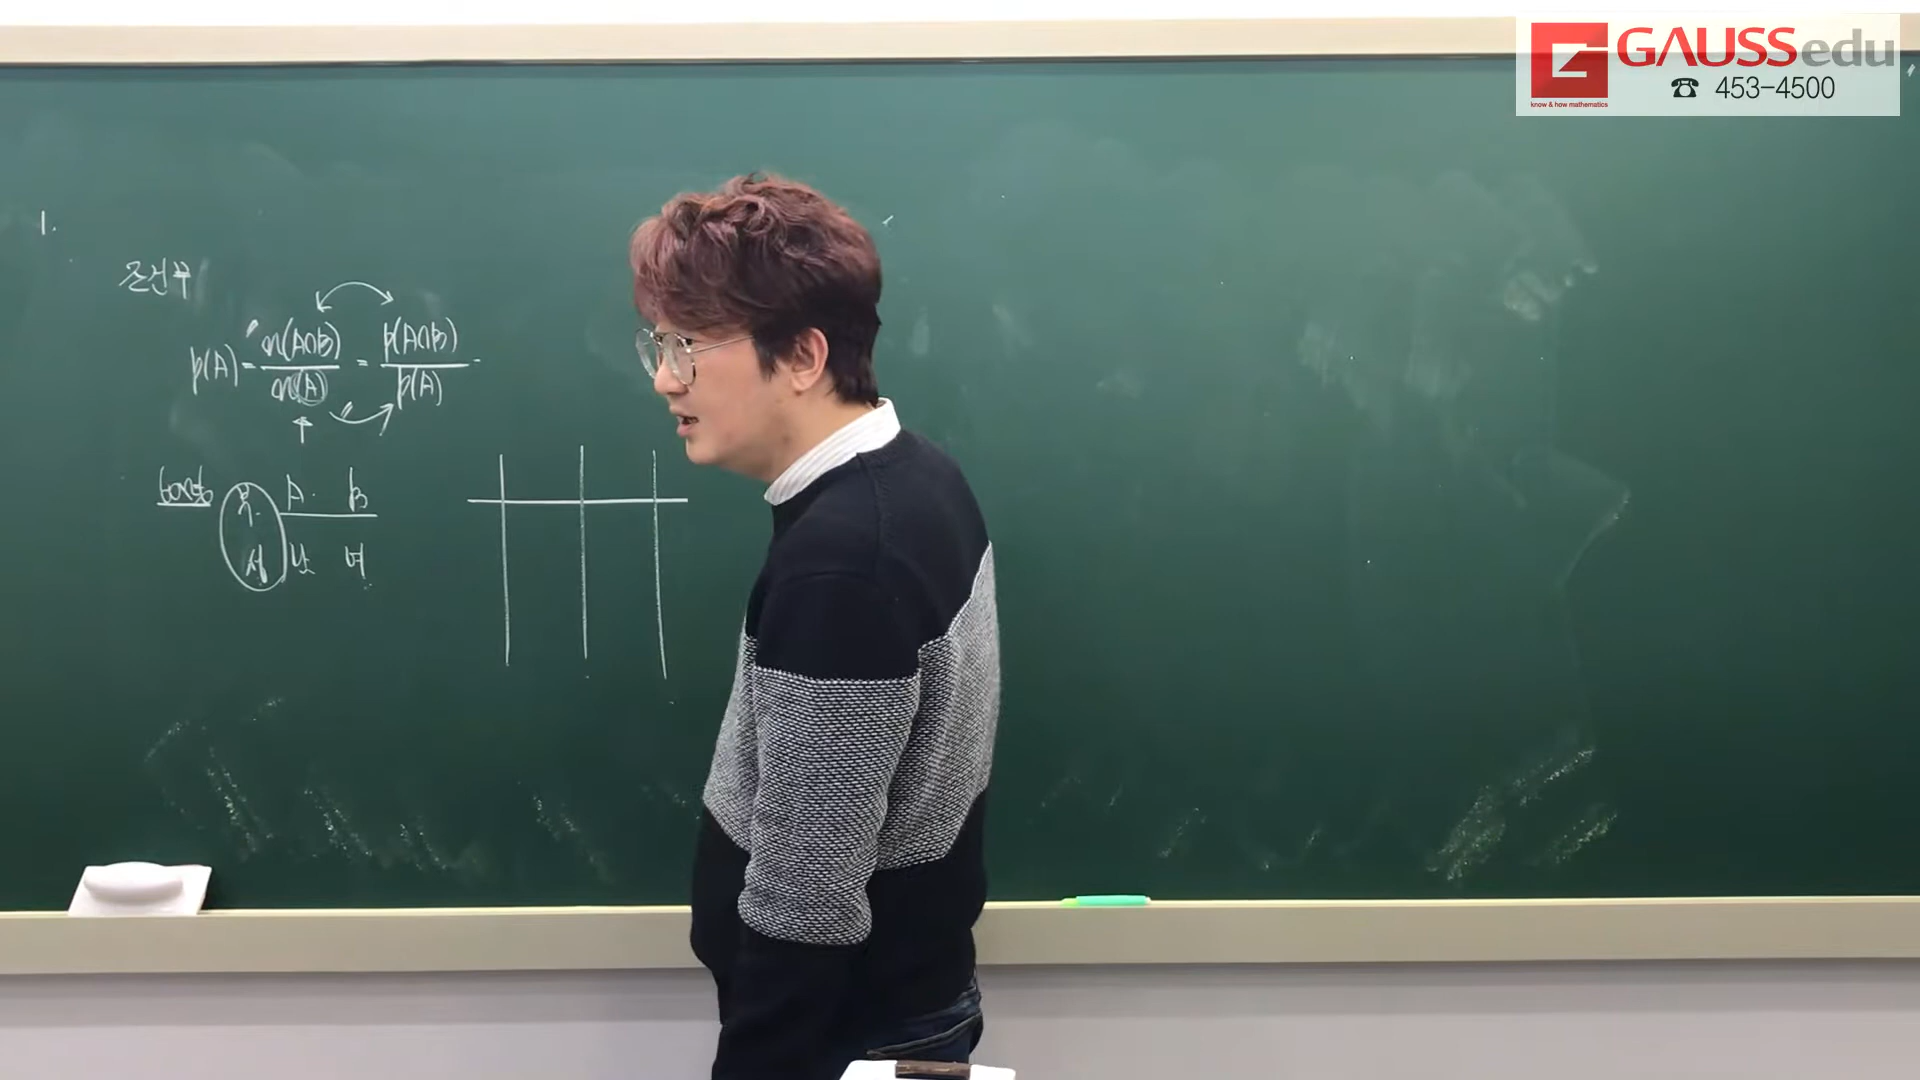 GAUSSedu
know & how mathematics
☎ 453-4500
1.
조건부
p(A) = n(A∩B) / n(A) = p(A∩B) / p(A)
A B
남 여